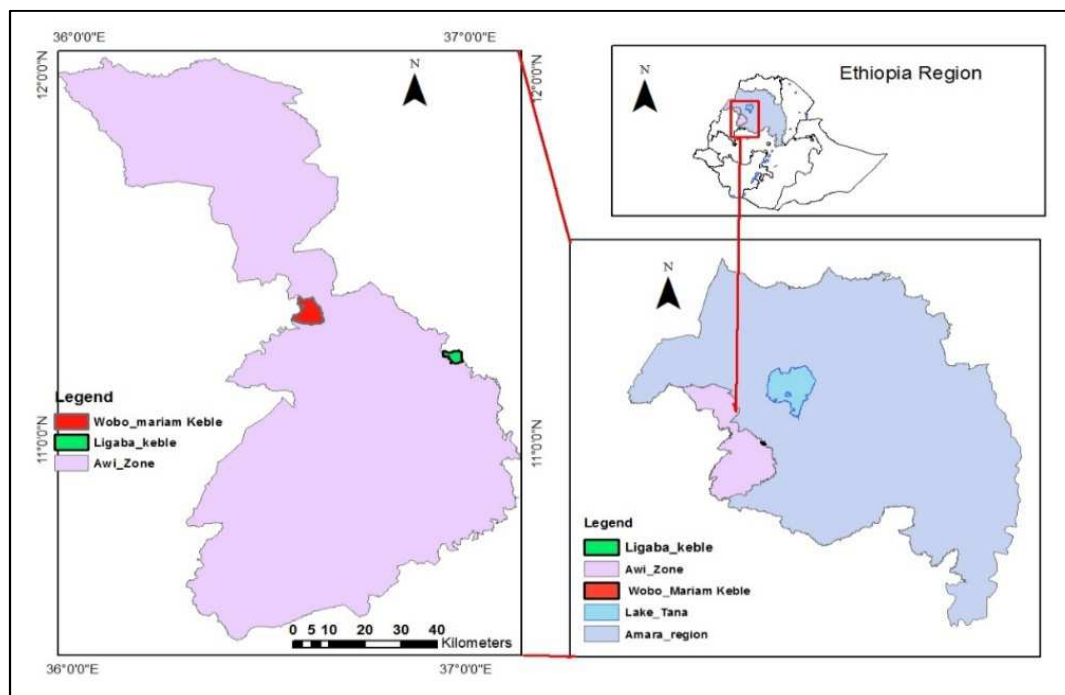 36°0'0"E 37°0'0"E
12°0'0"N
N
12°0'0"N
11°0'0"N
Legend
Wobo_mariam Keble
Ligaba_keble
Awi_Zone
11°0'0"N
0 5 10 20 30 40
Kilometers
36°0'0"E 37°0'0"E
N
Ethiopia Region
N
Legend
Ligaba_keble
Awi_Zone
Wobo_Mariam Keble
Lake_Tana
Amara_region